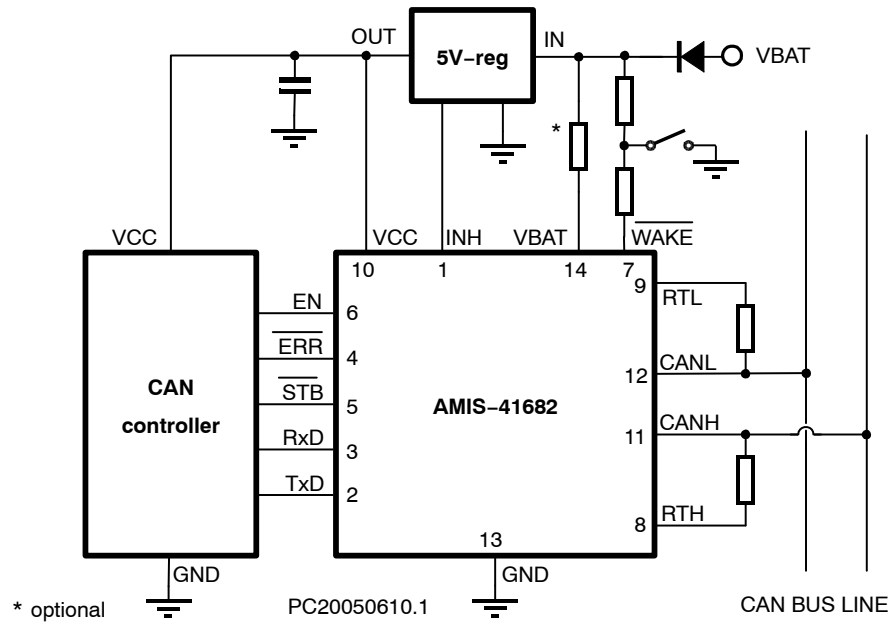 OUT
5V−reg
IN
VBAT
*
VCC
VCC
INH
VBAT
WAKE
10
1
14
7
9
RTL
EN
6
ERR
4
12
CANL
CAN
controller
STB
5
AMIS−41682
RxD
3
11
CANH
TxD
2
8
RTH
13
GND
GND
* optional
PC20050610.1
CAN BUS LINE